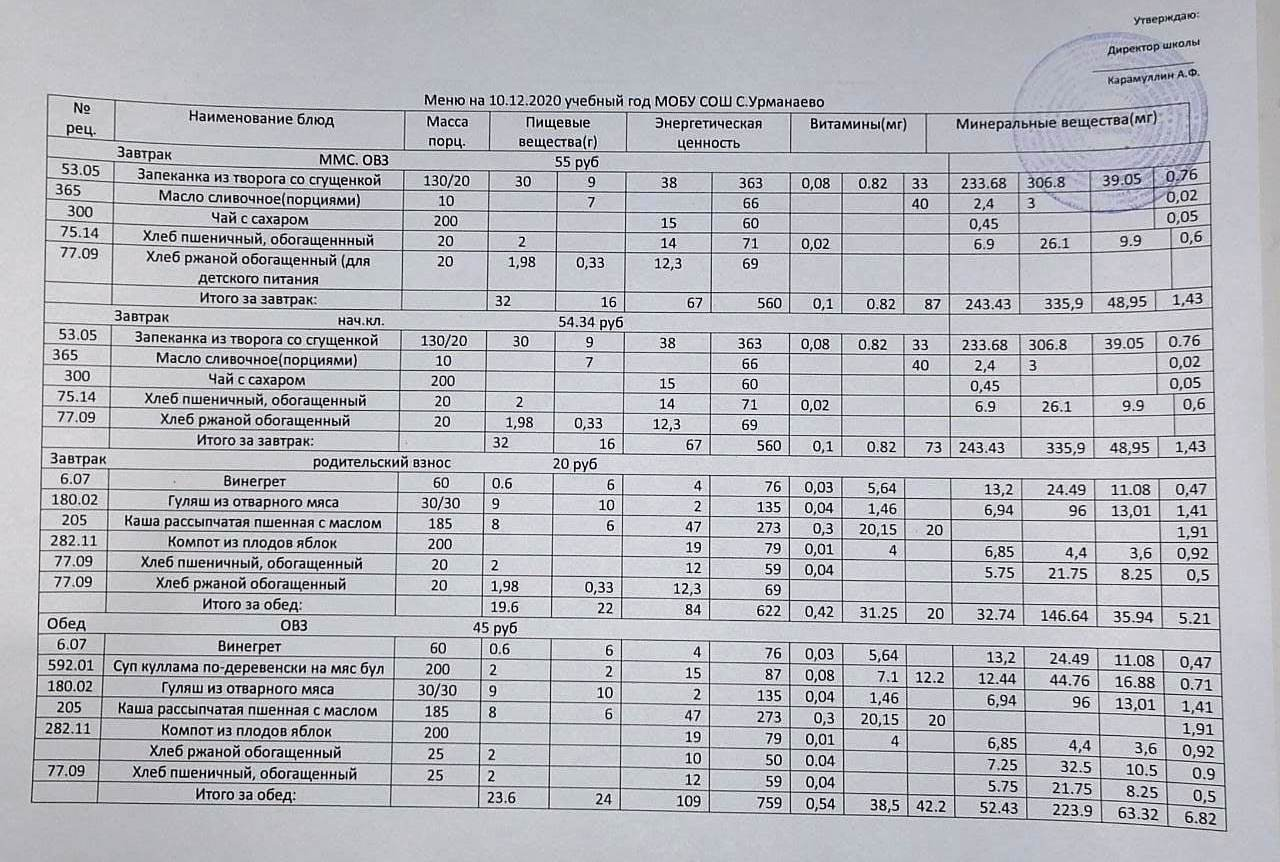 Утверждаю:
Директор школы
Карамуллин А.Ф.
Меню на 10.12.2020 учебный год МОБУ СОШ С.Урманаево
№ рец. Наименование блюд Масса порц. Пищевые вещества(г) Энергетическая ценность Витамины(мг) Минеральные вещества(мг)
Завтрак ММС. ОВЗ 55 руб
53.05 Запеканка из творога со сгущенкой 130/20 30 9 38 363 0,08 0.82 33 233.68 306.8 39.05 0.76
365 Масло сливочное(порциями) 10 7 66 40 2,4 3 0,02
300 Чай с сахаром 200 15 60 0,45 0,05
75.14 Хлеб пшеничный, обогащеннный 20 2 14 71 0,02 6.9 26.1 9.9 0,6
77.09 Хлеб ржаной обогащенный (для 20 1,98 0,33 12,3 69
детского питания
Итого за завтрак: 32 16 67 560 0,1 0.82 87 243.43 335,9 48,95 1,43
Завтрак нач.кл. 54.34 руб
53.05 Запеканка из творога со сгущенкой 130/20 30 9 38 363 0,08 0.82 33 233.68 306.8 39.05 0.76
365 Масло сливочное(порциями) 10 7 66 40 2,4 3 0,02
300 Чай с сахаром 200 15 60 0,45 0,05
75.14 Хлеб пшеничный, обогащенный 20 2 14 71 0,02 6.9 26.1 9.9 0,6
77.09 Хлеб ржаной обогащенный 20 1,98 0,33 12,3 69
Итого за завтрак: 32 16 67 560 0,1 0.82 73 243.43 335,9 48,95 1,43
Завтрак родительский взнос 20 руб
6.07 Винегрет 60 0.6 6 4 76 0,03 5,64 13,2 24.49 11.08 0,47
180.02 Гуляш из отварного мяса 30/30 9 10 2 135 0,04 1,46 6,94 96 13,01 1,41
205 Каша рассыпчатая пшенная с маслом 185 8 6 47 273 0,3 20,15 20 1,91
282.11 Компот из плодов яблок 200 19 79 0,01 4 6,85 4,4 3,6 0,92
77.09 Хлеб пшеничный, обогащенный 20 2 12 59 0,04 5.75 21.75 8.25 0,5
77.09 Хлеб ржаной обогащенный 20 1,98 0,33 12,3 69
Итого за обед: 19.6 22 84 622 0,42 31.25 20 32.74 146.64 35.94 5.21
Обед ОВЗ 45 руб
6.07 Винегрет 60 0.6 6 4 76 0,03 5,64 13,2 24.49 11.08 0,47
592.01 Суп куллама по-деревенски на мяс бул 200 2 2 15 87 0,08 7.1 12.2 12.44 44.76 16.88 0.71
180.02 Гуляш из отварного мяса 30/30 9 10 2 135 0,04 1,46 6,94 96 13,01 1,41
205 Каша рассыпчатая пшенная с маслом 185 8 6 47 273 0,3 20,15 20 1,91
282.11 Компот из плодов яблок 200 19 79 0,01 4 6,85 4,4 3,6 0,92
Хлеб ржаной обогащенный 25 2 10 50 0.04 7.25 32.5 10.5 0.9
77.09 Хлеб пшеничный, обогащенный 25 2 12 59 0,04 5.75 21.75 8.25 0,5
Итого за обед: 23.6 24 109 759 0,54 38,5 42.2 52.43 223.9 63.32 6.82